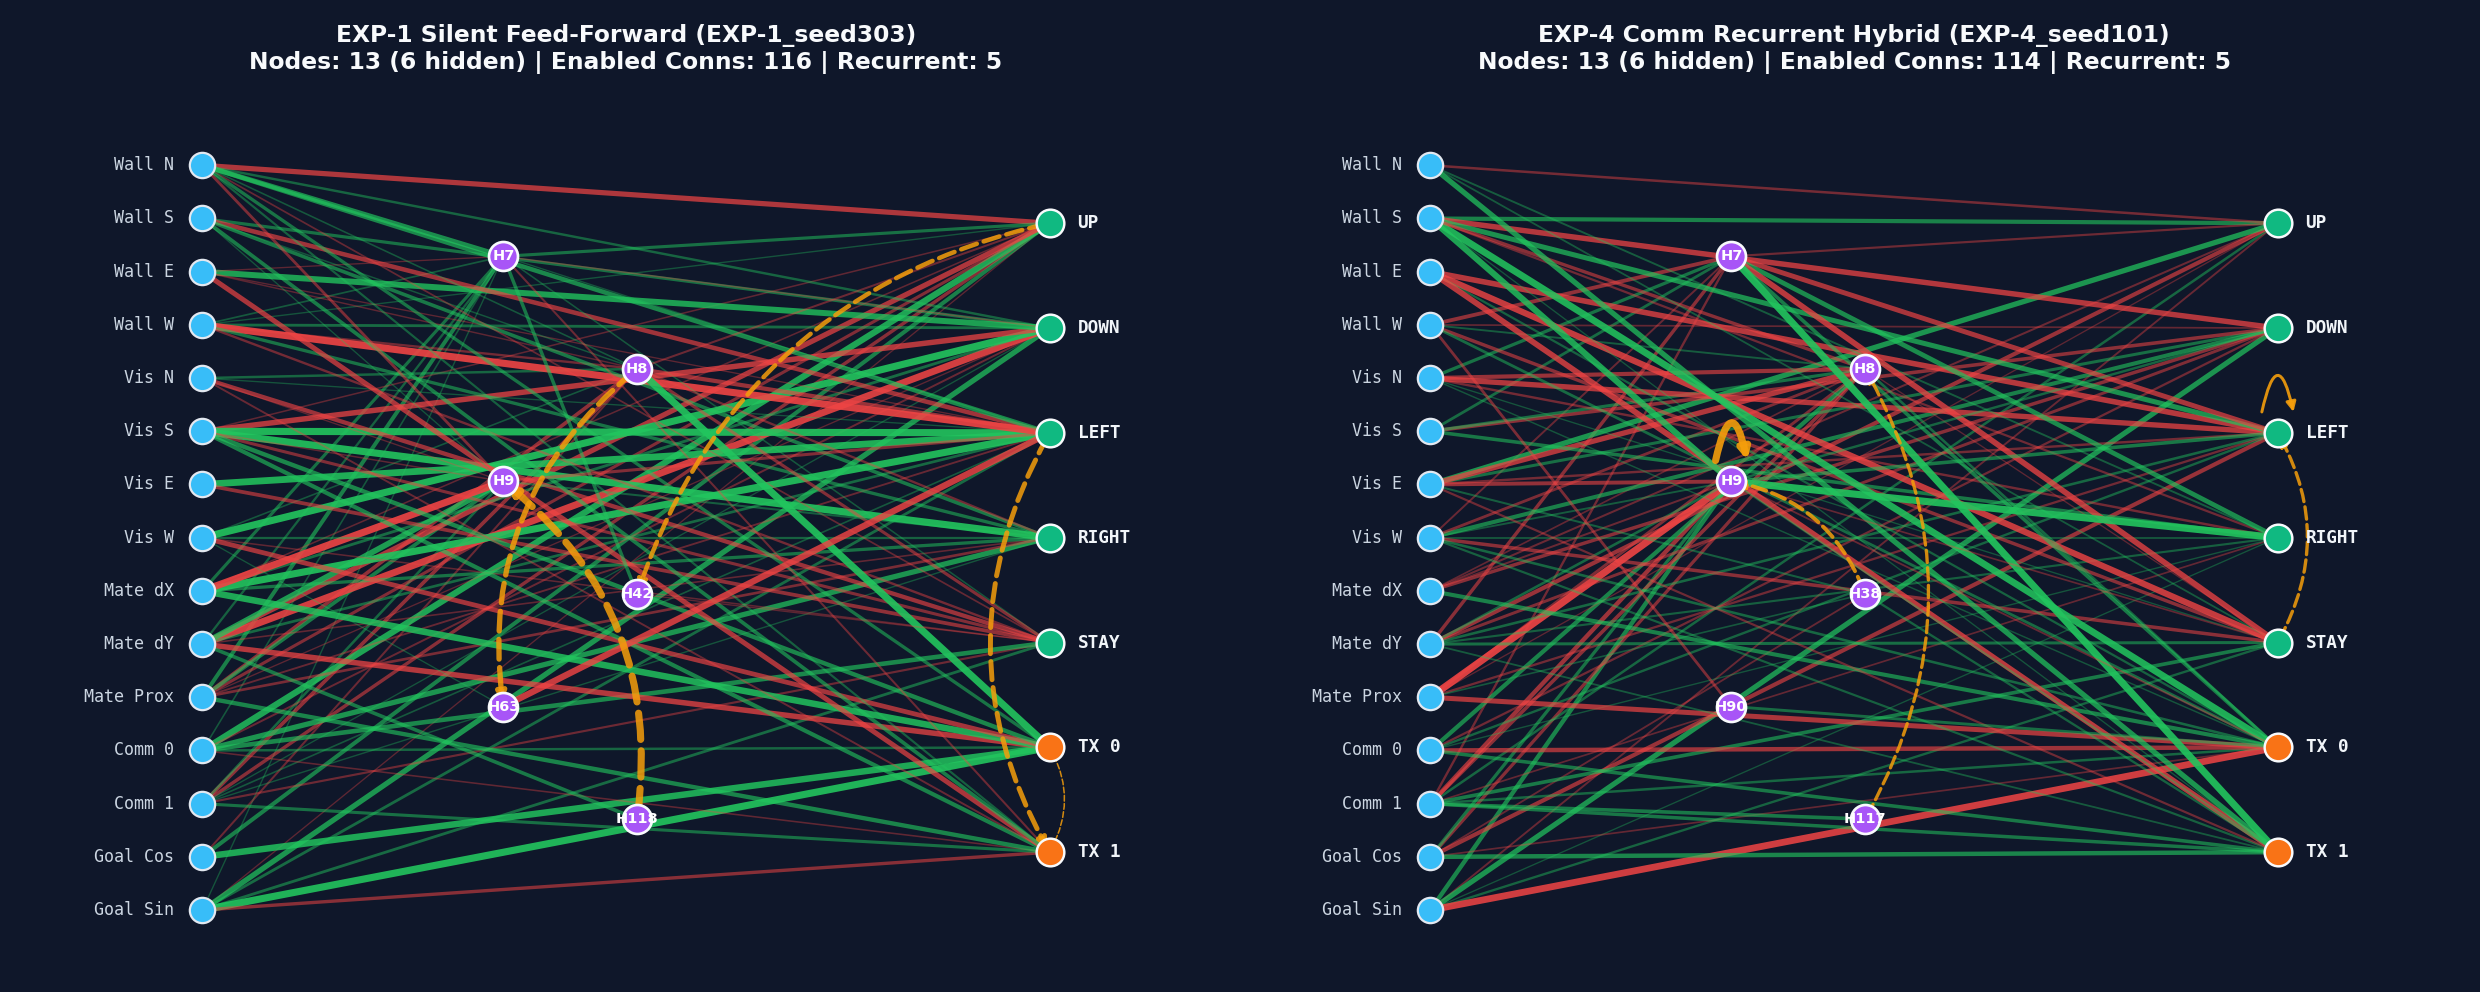 EXP-1 Silent Feed-Forward (EXP-1_seed303)
Nodes: 13 (6 hidden) | Enabled Conns: 116 | Recurrent: 5
Wall N
Wall S
Wall E
Wall W
Vis N
Vis S
Vis E
Vis W
Mate dX
Mate dY
Mate Prox
Comm 0
Comm 1
Goal Cos
Goal Sin
H7
H8
H9
H42
H63
H118
UP
DOWN
LEFT
RIGHT
STAY
TX 0
TX 1
EXP-4 Comm Recurrent Hybrid (EXP-4_seed101)
Nodes: 13 (6 hidden) | Enabled Conns: 114 | Recurrent: 5
Wall N
Wall S
Wall E
Wall W
Vis N
Vis S
Vis E
Vis W
Mate dX
Mate dY
Mate Prox
Comm 0
Comm 1
Goal Cos
Goal Sin
H7
H8
H9
H38
H90
H117
UP
DOWN
LEFT
RIGHT
STAY
TX 0
TX 1